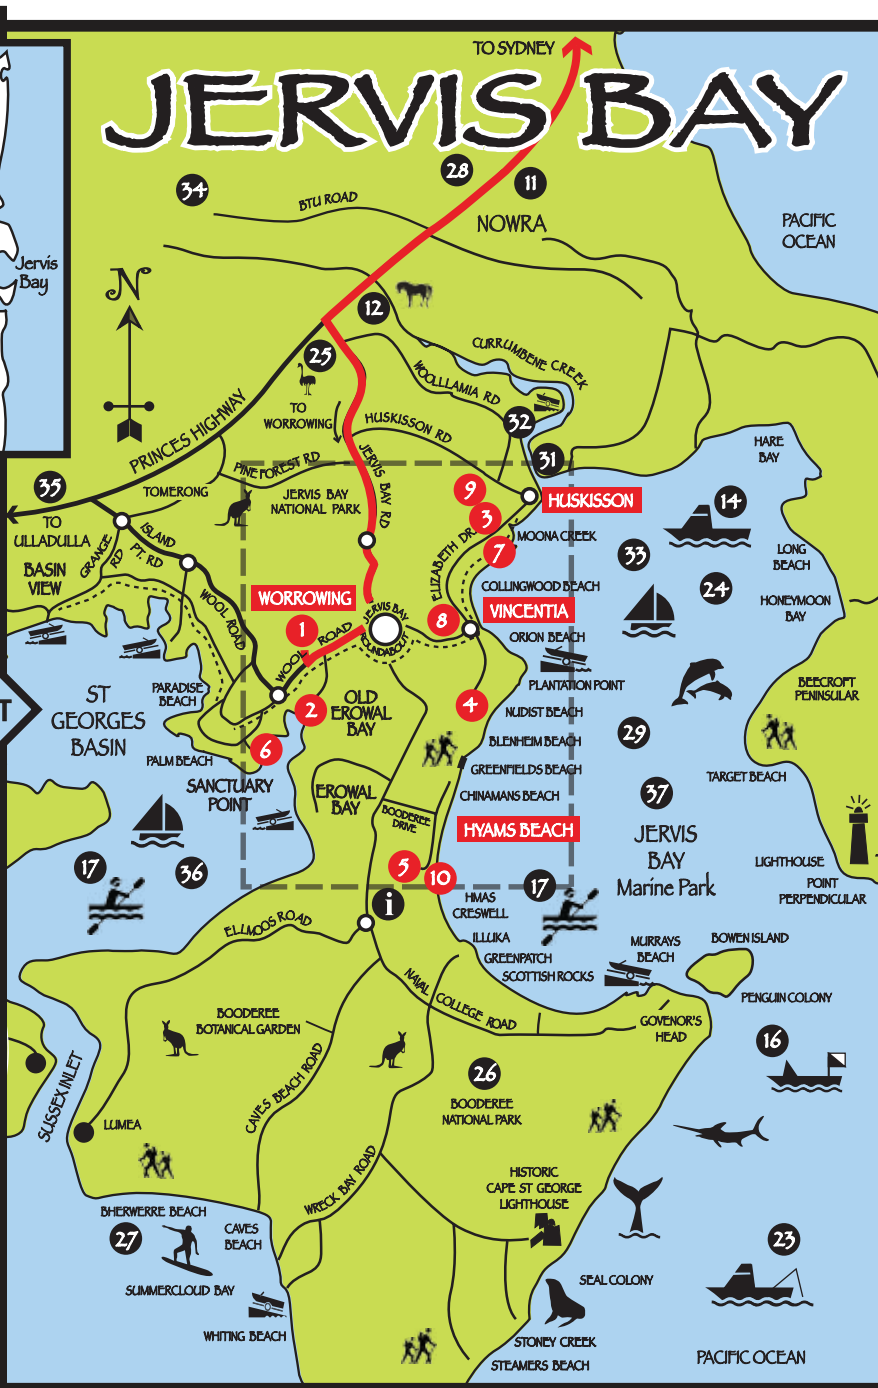 TO SYDNEY
JERVIS BAY
28
11
34
BTU ROAD
NOWRA
PACIFIC
OCEAN
Jervis
Bay
N
12
25
CURRUMBENE CREEK
WOOLLLAMIA RD
TO
WORROWING
HUSKISSON RD
32
PRINCES HIGHWAY
PINE FOREST RD
JERVIS BAY RD
31
HARE
BAY
35
TOMERONG
JERVIS BAY
NATIONAL PARK
9
HUSKISSON
14
TO
ULLADULLA
ISLAND
PT. RD
GRANGE
RD
3
ELIZABETH DR
MOONA CREEK
7
33
LONG
BEACH
BASIN
VIEW
COLLINGWOOD BEACH
24
WOOL ROAD
WORROWING
VINCENTIA
HONEYMOON
BAY
JERVIS BAY
ROUNDABOUT
8
1
WOOL ROAD
ORION BEACH
PLANTATION POINT
BEECROFT
PENINSULAR
ST
GEORGES
BASIN
PARADISE
BEACH
OLD
EROWAL
BAY
2
4
NUDIST BEACH
T
29
6
BLENHEIM BEACH
PALM BEACH
GREENFIELDS BEACH
TARGET BEACH
SANCTUARY
POINT
EROWAL
BAY
CHINAMANS BEACH
37
BOODEREE
DRIVE
HYAMS BEACH
JERVIS
BAY
Marine Park
LIGHTHOUSE
17
36
5
10
17
POINT
PERPENDICULAR
i
HMAS
CRESWELL
ELLMOOS ROAD
ILLUKA
MURRAYS
BEACH
BOWEN ISLAND
GREENPATCH
SCOTTISH ROCKS
NAVAL COLLEGE ROAD
PENGUIN COLONY
BOODEREE
BOTANICAL GARDEN
GOVENOR'S
HEAD
16
SUSSEX INLET
CAVES BEACH ROAD
26
BOODEREE
NATIONAL PARK
LUMEA
WRECK BAY ROAD
HISTORIC
CAPE ST GEORGE
LIGHTHOUSE
BHERWERRE BEACH
27
CAVES
BEACH
23
SUMMERCLOUD BAY
SEAL COLONY
WHITING BEACH
STONEY CREEK
STEAMERS BEACH
PACIFIC OCEAN